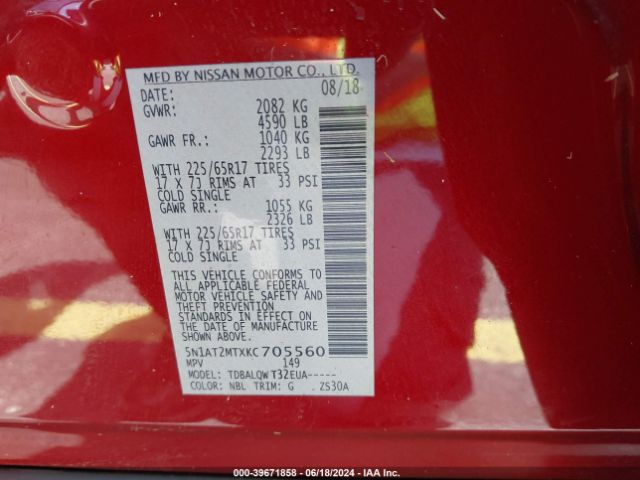 MFD BY NISSAN MOTOR CO., LTD.
DATE: 08/18
GVWR: 2082 KG
4590 LB
GAWR FR.: 1040 KG
2293 LB
WITH 225/65R17 TIRES
17 X 7J RIMS AT 33 PSI
COLD SINGLE
GAWR RR.: 1055 KG
2326 LB
WITH 225/65R17 TIRES
17 X 7J RIMS AT 33 PSI
COLD SINGLE
THIS VEHICLE CONFORMS TO
ALL APPLICABLE FEDERAL
MOTOR VEHICLE SAFETY AND
THEFT PREVENTION
STANDARDS IN EFFECT ON
THE DATE OF MANUFACTURE
SHOWN ABOVE.
5N1AT2MTXKC705560
MPV 149
MODEL: TDBALQWT32EUA-----
COLOR: NBL TRIM: G ZS30A
000-39671858 - 06/18/2024 - IAA Inc.